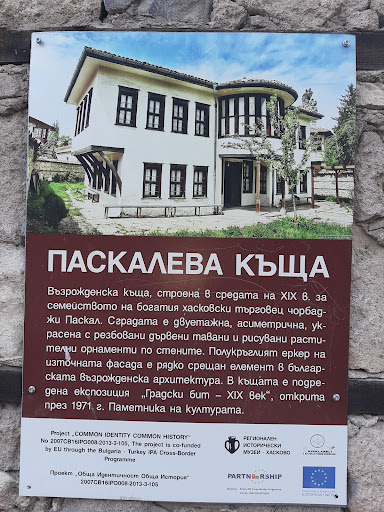 ПАСКАЛЕВА КЪЩА
Възрожденска къща, строена в средата на XIX в. за
семейството на богатия хасковски търговец чорбад-
жи Паскал. Сградата е двуетажна, асиметрична, ук-
расена с резбовани дървени тавани и рисувани расти-
телни орнаменти по стените. Полукръглият еркер на
източната фасада е рядко срещан елемент в българ-
ската възрожденска архитектура. В къщата е подре-
дена експозиция „Градски бит – XIX век", открита
през 1971 г. Паметника на културата.
Project „COMMON IDENTITY COMMON HISTORY"
No 2007CB16IPO008-2013-3-105, The project is co-funded
by EU through the Bulgaria - Turkey IPA Cross-Border
Programme
Проект „Обща Идентичност Обща История"
2007CB16IPO008-2013-3-105
РЕГИОНАЛЕН
ИСТОРИЧЕСКИ
МУЗЕЙ - ХАСКОВО
PARTNERSHIP
EUROPEAN UNION